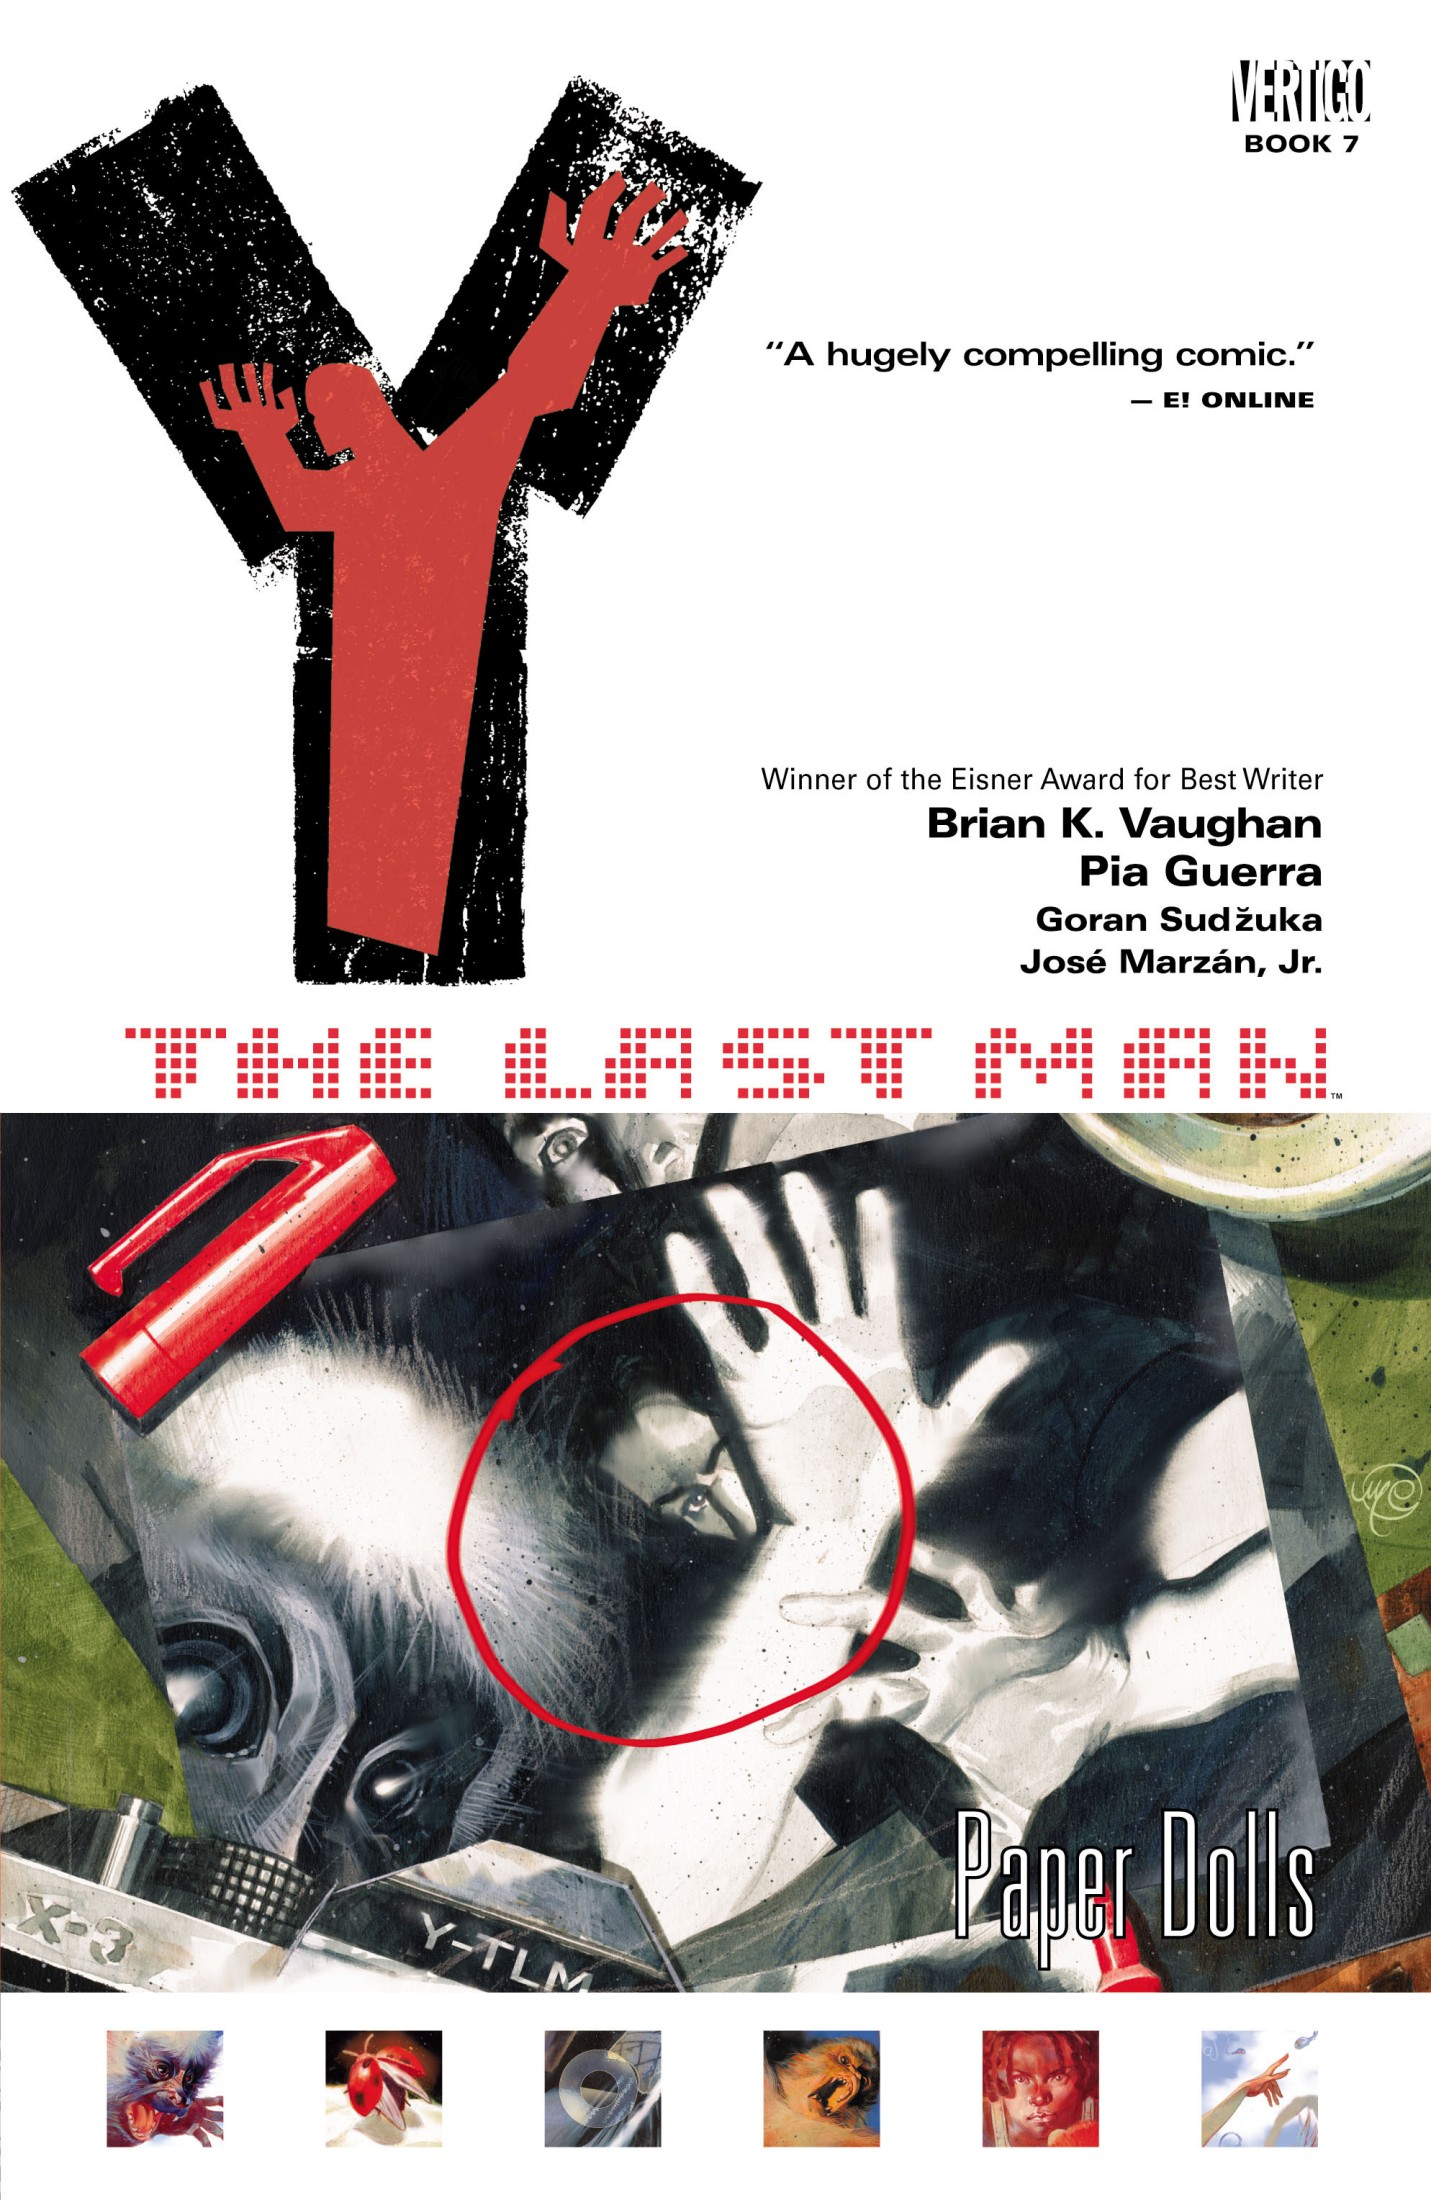 VERTIGO
BOOK 7
Y
“A hugely compelling comic.”
— E! ONLINE
Winner of the Eisner Award for Best Writer
Brian K. Vaughan
Pia Guerra
Goran Sudžuka
José Marzán, Jr.
THE LAST MAN™
Paper Dolls
X-3
Y-TLM